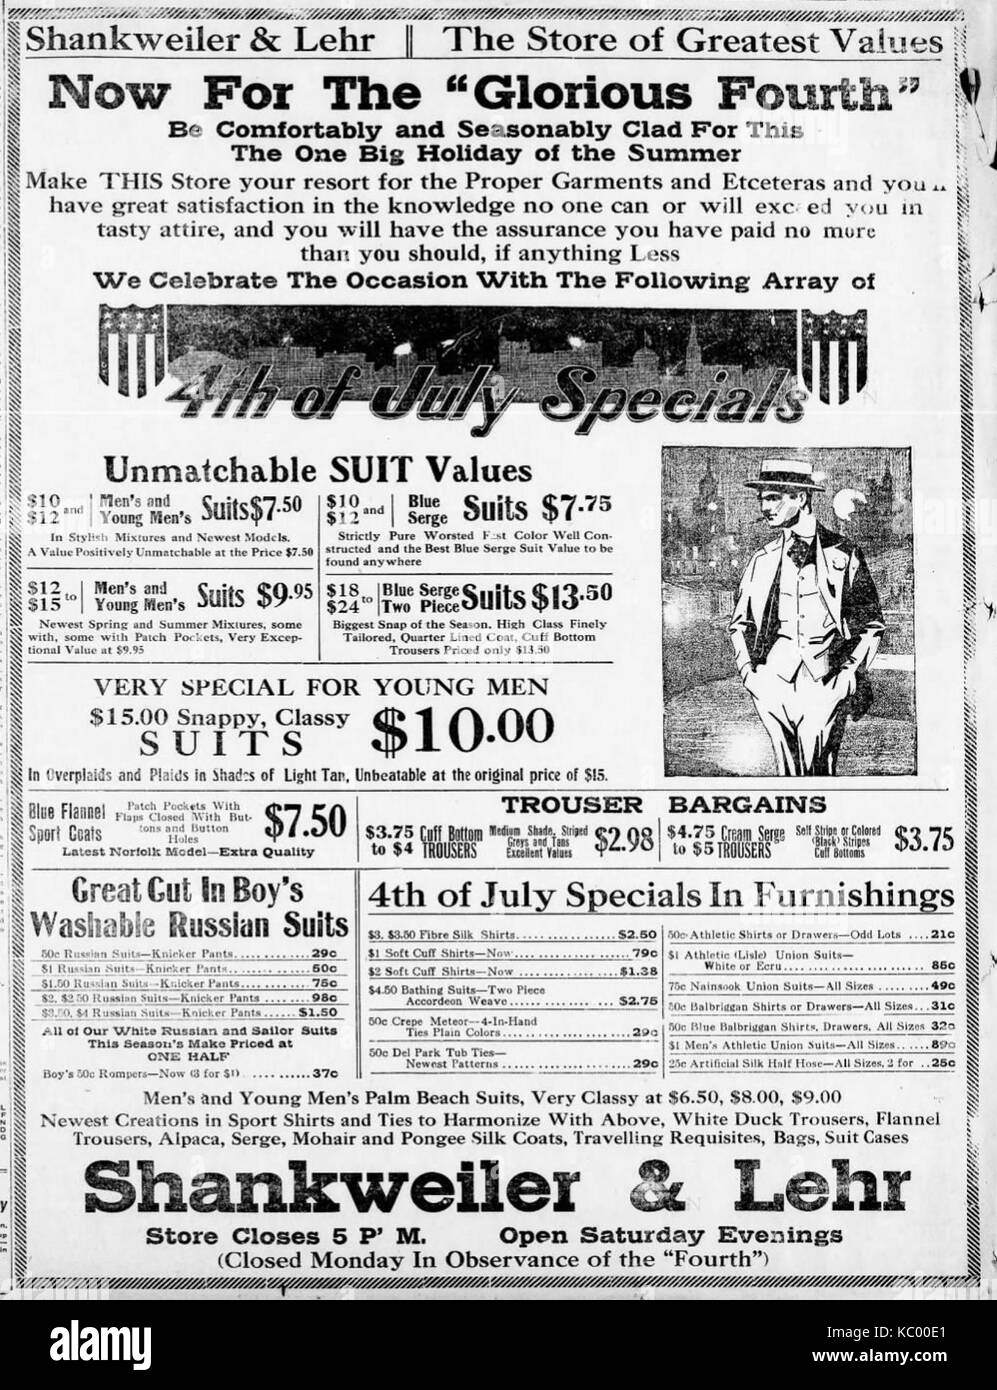 Shankweiler & Lehr || The Store of Greatest Values
Now For The "Glorious Fourth"
Be Comfortably and Seasonably Clad For This
The One Big Holiday of the Summer
Make THIS Store your resort for the Proper Garments and Etceteras and you
have great satisfaction in the knowledge no one can or will exceed you in
tasty attire, and you will have the assurance you have paid no more
than you should, if anything Less
We Celebrate The Occasion With The Following Array of
4th of July Specials
Unmatchable SUIT Values
$10 and $12 Men's and Young Men's Suits $7.50
In Stylish Mixtures and Newest Models.
A Value Positively Unmatchable at the Price $7.50
$10 and $12 Blue Serge Suits $7.75
Strictly Pure Worsted Fast Color Well Con-
structed and the Best Blue Serge Suit Value to be
found anywhere
$12 to $15 Men's and Young Men's Suits $9.95
Newest Spring and Summer Mixtures, some
with, some with Patch Pockets, Very Excep-
tional Value at $9.95
$18 to $24 Blue Serge Two Piece Suits $13.50
Biggest Snap of the Season, High Class Finely
Tailored, Quarter Lined Coat, Cuff Bottom
Trousers Priced only $13.50
VERY SPECIAL FOR YOUNG MEN
$15.00 Snappy, Classy
SUITS $10.00
In Overplaids and Plaids in Shades of Light Tan, Unbeatable at the original price of $15.
Blue Flannel Sport Coats
Patch Pockets With
Flaps Closed With But-
tons and Button
Holes
$7.50
Latest Norfolk Model—Extra Quality
TROUSER BARGAINS
$3.75 to $4 Cuff Bottom TROUSERS
Medium Shade, Striped
Greys and Tans
Excellent Values
$2.98
$4.75 to $5 Cream Serge TROUSERS
Self Stripe or Colored
(Black) Stripes
Cuff Bottoms
$3.75
Great Cut In Boy's
Washable Russian Suits
50c Russian Suits—Knicker Pants............29c
$1 Russian Suits—Knicker Pants............50c
$1.50 Russian Suits—Knicker Pants..........75c
$2, $2.50 Russian Suits—Knicker Pants ......98c
$3.50, $4 Russian Suits—Knicker Pants......$1.50
All of Our White Russian and Sailor Suits
This Season's Make Priced at
ONE HALF
Boy's 50c Rompers—Now (3 for $1) ..........37c
4th of July Specials In Furnishings
$3, $3.50 Fibre Silk Shirts....................$2.50
$1 Soft Cuff Shirts—Now....................79c
$2 Soft Cuff Shirts—Now ..................$1.38
$4.50 Bathing Suits—Two Piece
Accordeon Weave..................$2.75
50c Crepe Meteor—4-In-Hand
Ties Plain Colors....................29c
50c Del Park Tub Ties—
Newest Patterns ....................29c
50c Athletic Shirts or Drawers—Odd Lots ....21c
$1 Athletic (Lisle) Union Suits—
White or Ecru......................85c
75c Nainsook Union Suits—All Sizes..........49c
50c Balbriggan Shirts or Drawers—All Sizes...31c
50c Blue Balbriggan Shirts, Drawers, All Sizes 32c
$1 Men's Athletic Union Suits—All Sizes......89c
25c Artificial Silk Half Hose—All Sizes, 2 for ..25c
Men's and Young Men's Palm Beach Suits, Very Classy at $6.50, $8.00, $9.00
Newest Creations in Sport Shirts and Ties to Harmonize With Above, White Duck Trousers, Flannel
Trousers, Alpaca, Serge, Mohair and Pongee Silk Coats, Travelling Requisites, Bags, Suit Cases
Shankweiler & Lehr
Store Closes 5 P' M. Open Saturday Evenings
(Closed Monday In Observance of the "Fourth")
alamy
Image ID: KC00E1
www.alamy.com